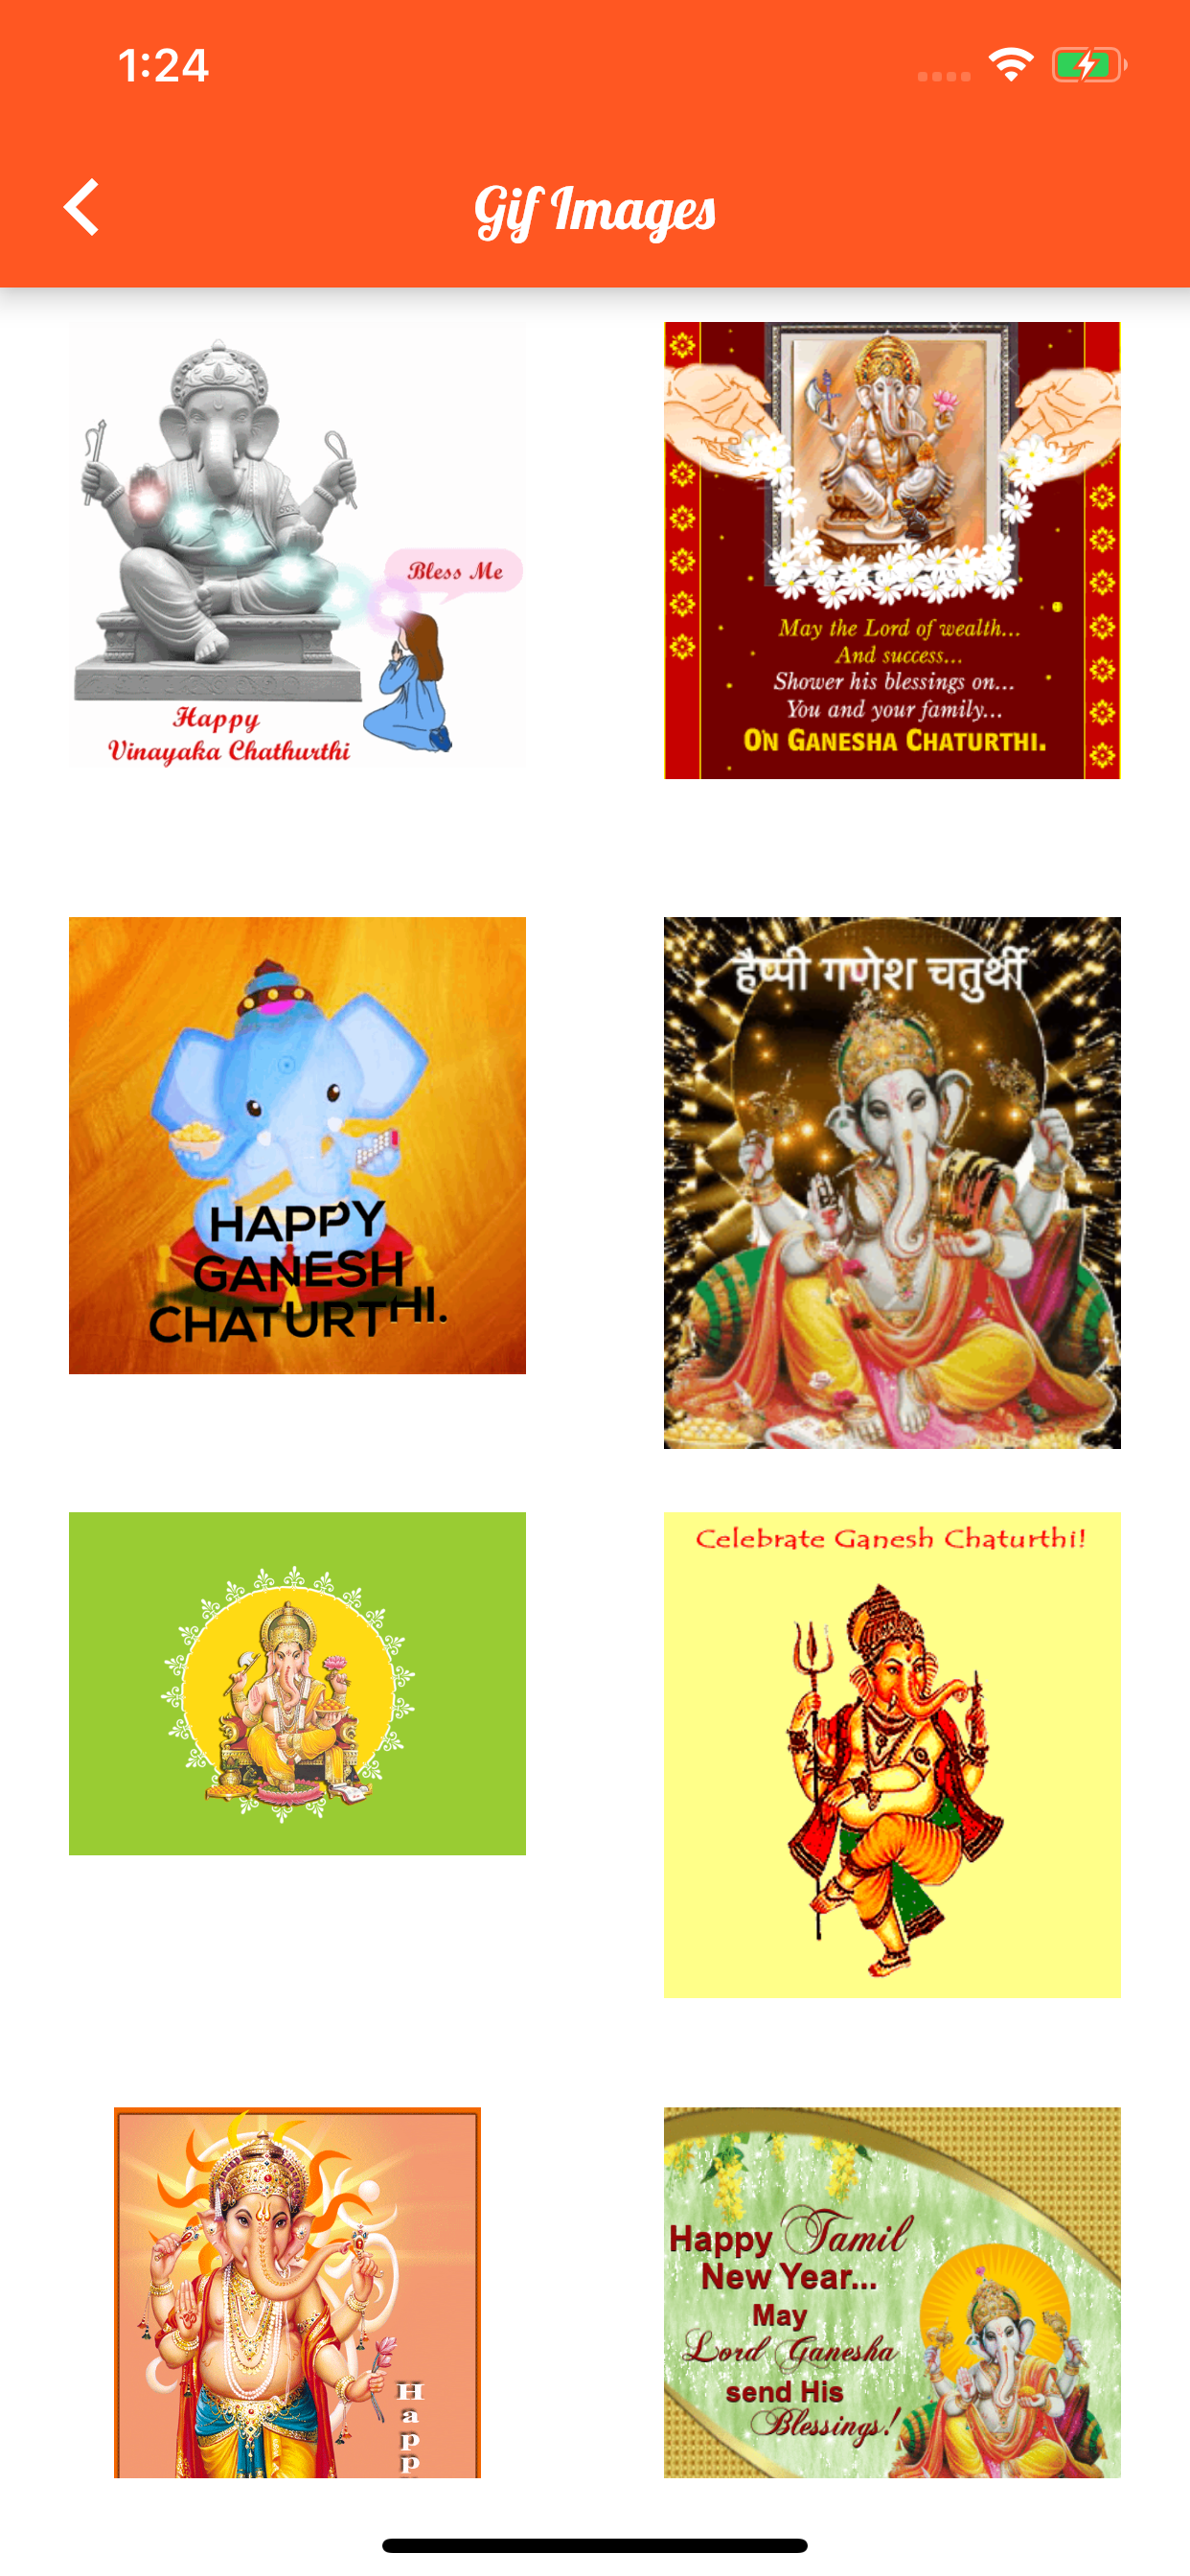 1:24
Gif Images
Bless Me
Happy
Vinayaka Chathurthi
May the Lord of wealth...
And success...
Shower his blessings on...
You and your family...
ON GANESHA CHATURTHI.
HAPPY
GANESH
CHATURTHI.
हैप्पी गणेश चतुर्थी
Celebrate Ganesh Chaturthi!
H
a
p
p
Happy Tamil
New Year...
May
Lord Ganesha
send His
Blessings!